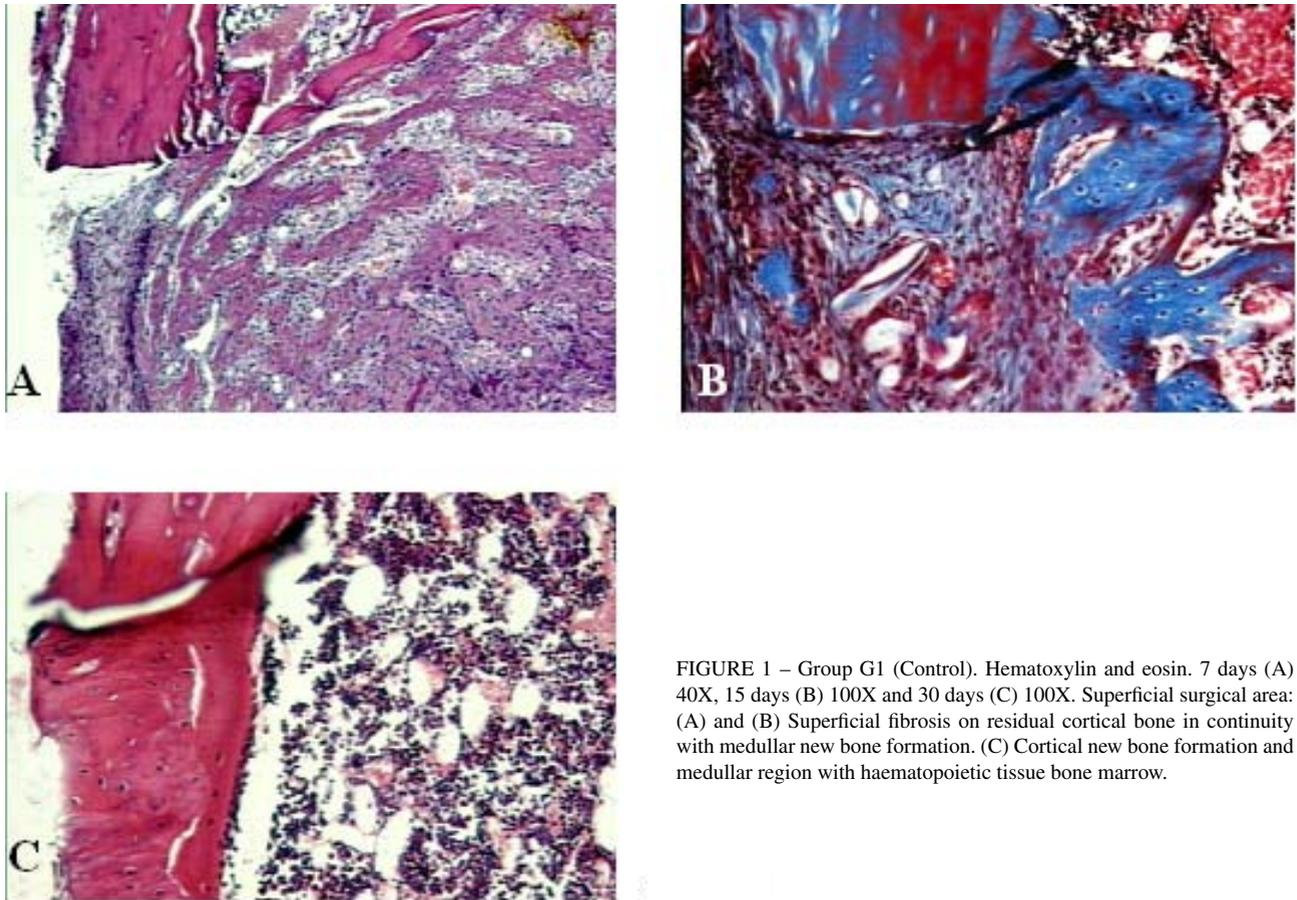 A
B
C
FIGURE 1 – Group G1 (Control). Hematoxylin and eosin. 7 days (A)
40X, 15 days (B) 100X and 30 days (C) 100X. Superficial surgical area:
(A) and (B) Superficial fibrosis on residual cortical bone in continuity
with medullar new bone formation. (C) Cortical new bone formation and
medullar region with haematopoietic tissue bone marrow.